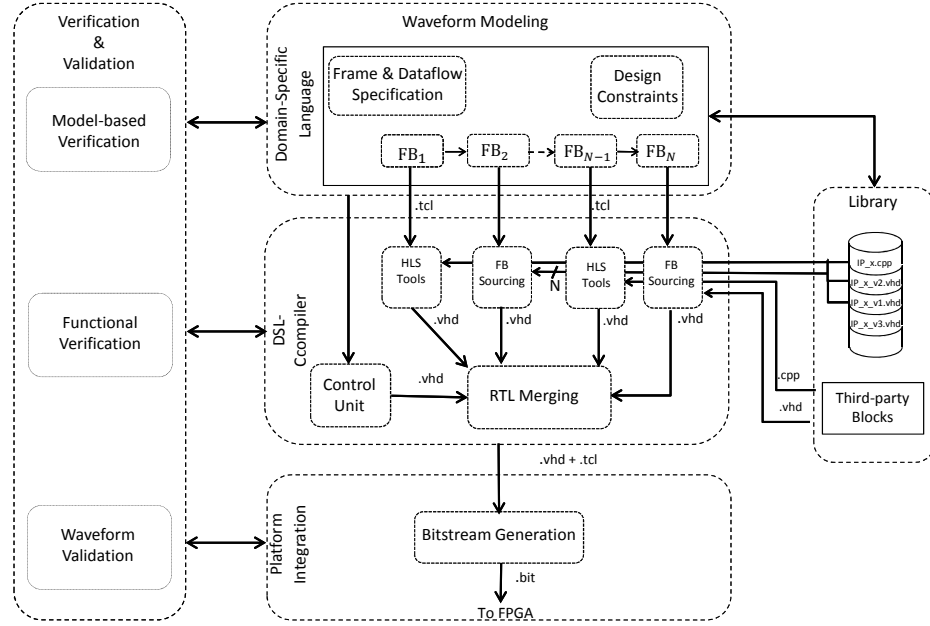 Verification
&
Validation
Model-based
Verification
Functional
Verification
Waveform
Validation
Waveform Modeling
Domain-Specific
Language
Frame & Dataflow
Specification
Design
Constraints
FB1
FB2
FBN−1
FBN
.tcl
.tcl
DSL-
Ccompiler
HLS
Tools
FB
Sourcing
N
HLS
Tools
FB
Sourcing
.vhd
.vhd
.vhd
.vhd
Control
Unit
.vhd
RTL Merging
Library
IP_x.cpp
IP_x_v2.vhd
IP_x_v1.vhd
IP_x_v3.vhd
.cpp
.vhd
Third-party
Blocks
.vhd + .tcl
Platform
Integration
Bitstream Generation
.bit
To FPGA